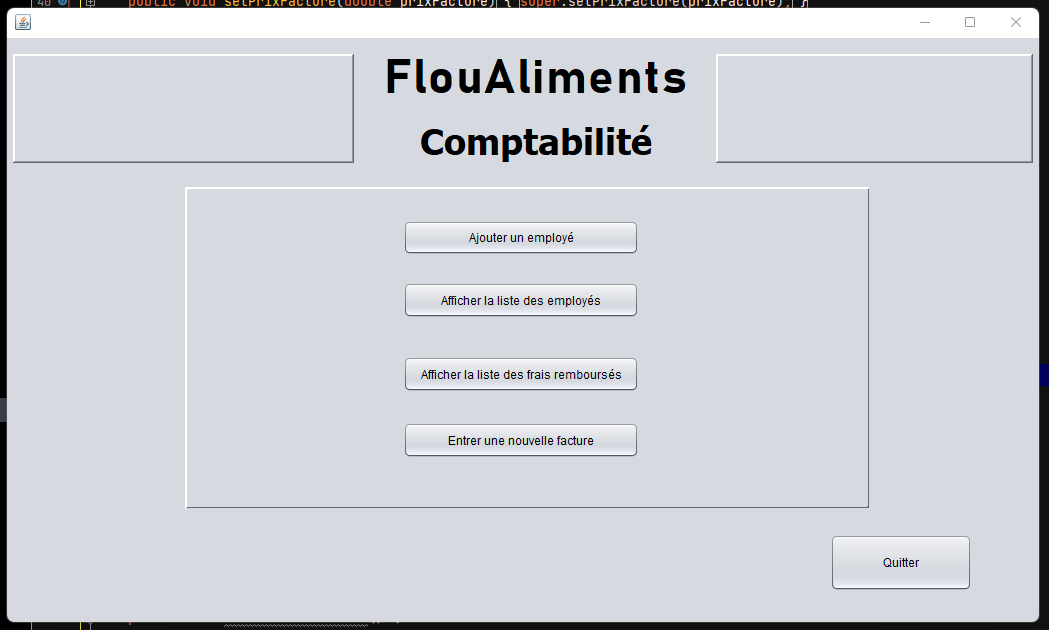 40 public void setPrixFacture(double prixFacture) { super.setPrixFacture(prixFacture); }
FlouAliments
Comptabilité
Ajouter un employé
Afficher la liste des employés
Afficher la liste des frais remboursés
Entrer une nouvelle facture
Quitter